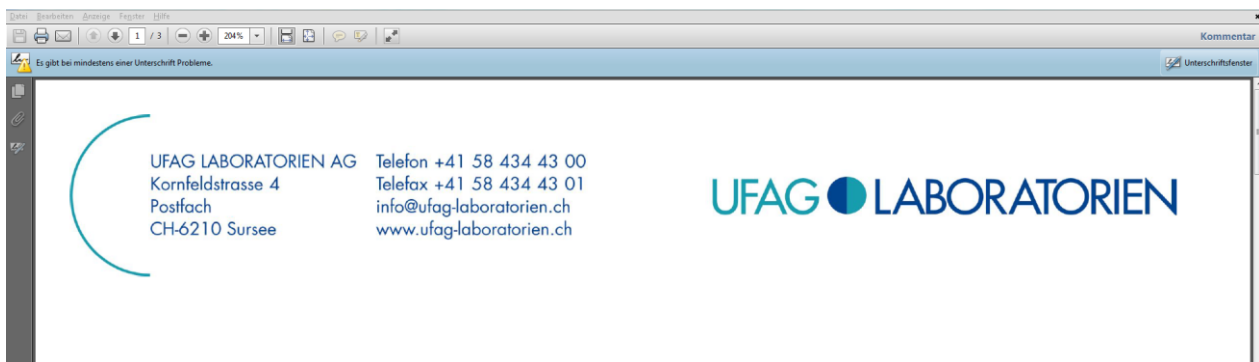 Datei Bearbeiten Anzeige Fenster Hilfe
1 / 3 204% Kommentar
Es gibt bei mindestens einer Unterschrift Probleme. Unterschriftsfenster
UFAG LABORATORIEN AG Telefon +41 58 434 43 00
Kornfeldstrasse 4 Telefax +41 58 434 43 01
Postfach info@ufag-laboratorien.ch
CH-6210 Sursee www.ufag-laboratorien.ch
UFAG LABORATORIEN